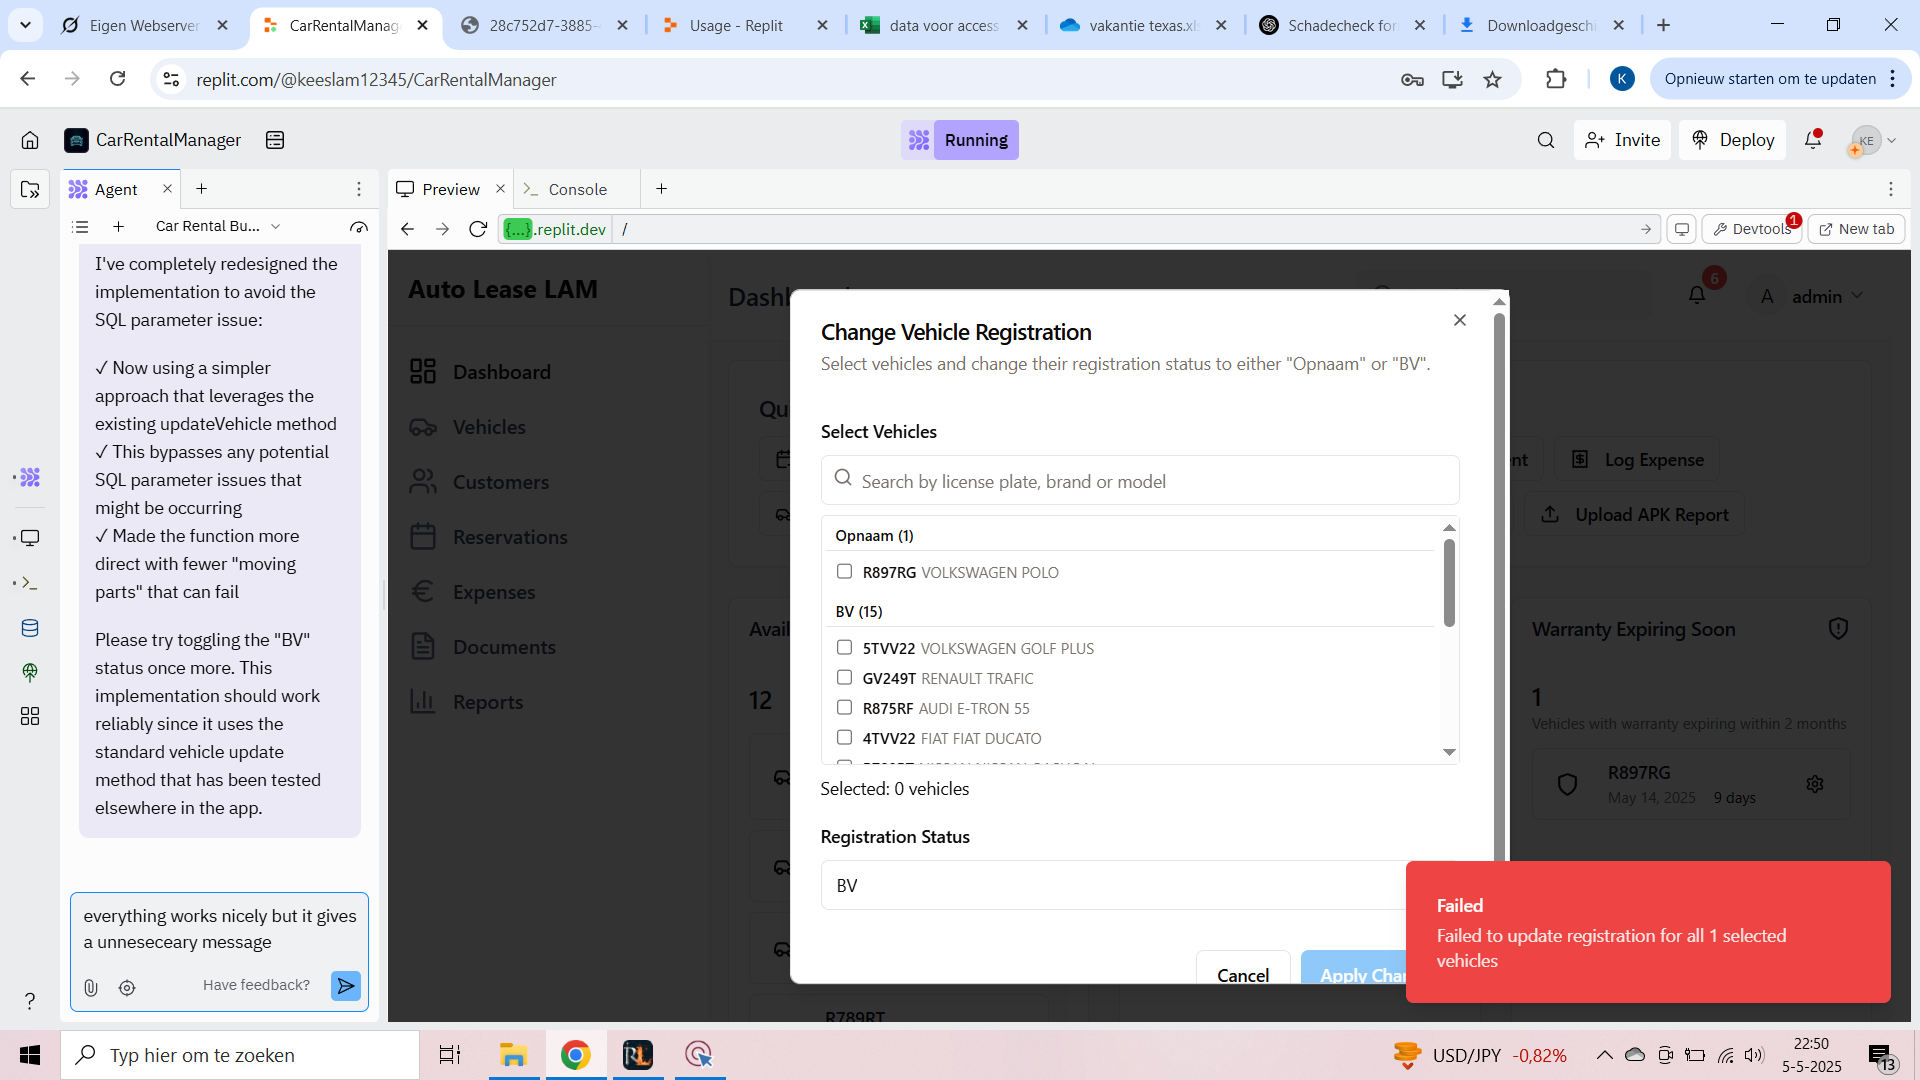 Eigen Webserver
CarRentalManag
28c752d7-3885-
Usage - Replit
data voor access
vakantie texas.xls
Schadecheck for
Downloadgeschi
replit.com/@keeslam12345/CarRentalManager
K
Opnieuw starten om te updaten
CarRentalManager
Running
Invite
Deploy
KE
Agent
Preview
Console
Car Rental Bu...
{...}.replit.dev
/
Devtools
1
New tab
I've completely redesigned the
implementation to avoid the
SQL parameter issue:
✓ Now using a simpler
approach that leverages the
existing updateVehicle method
✓ This bypasses any potential
SQL parameter issues that
might be occurring
✓ Made the function more
direct with fewer "moving
parts" that can fail
Please try toggling the "BV"
status once more. This
implementation should work
reliably since it uses the
standard vehicle update
method that has been tested
elsewhere in the app.
everything works nicely but it gives
a unneseceary message
Have feedback?
?
Auto Lease LAM
Dashboard
Vehicles
Customers
Reservations
Expenses
Documents
Reports
6
A
admin
Log Expense
Upload APK Report
12
Warranty Expiring Soon
1
Vehicles with warranty expiring within 2 months
R897RG
May 14, 2025
9 days
R789RT
Change Vehicle Registration
Select vehicles and change their registration status to either "Opnaam" or "BV".
Select Vehicles
Search by license plate, brand or model
Opnaam (1)
R897RG VOLKSWAGEN POLO
BV (15)
5TVV22 VOLKSWAGEN GOLF PLUS
GV249T RENAULT TRAFIC
R875RF AUDI E-TRON 55
4TVV22 FIAT FIAT DUCATO
Selected: 0 vehicles
Registration Status
BV
Cancel
Apply Char
Failed
Failed to update registration for all 1 selected
vehicles
Typ hier om te zoeken
USD/JPY
-0,82%
22:50
5-5-2025
13